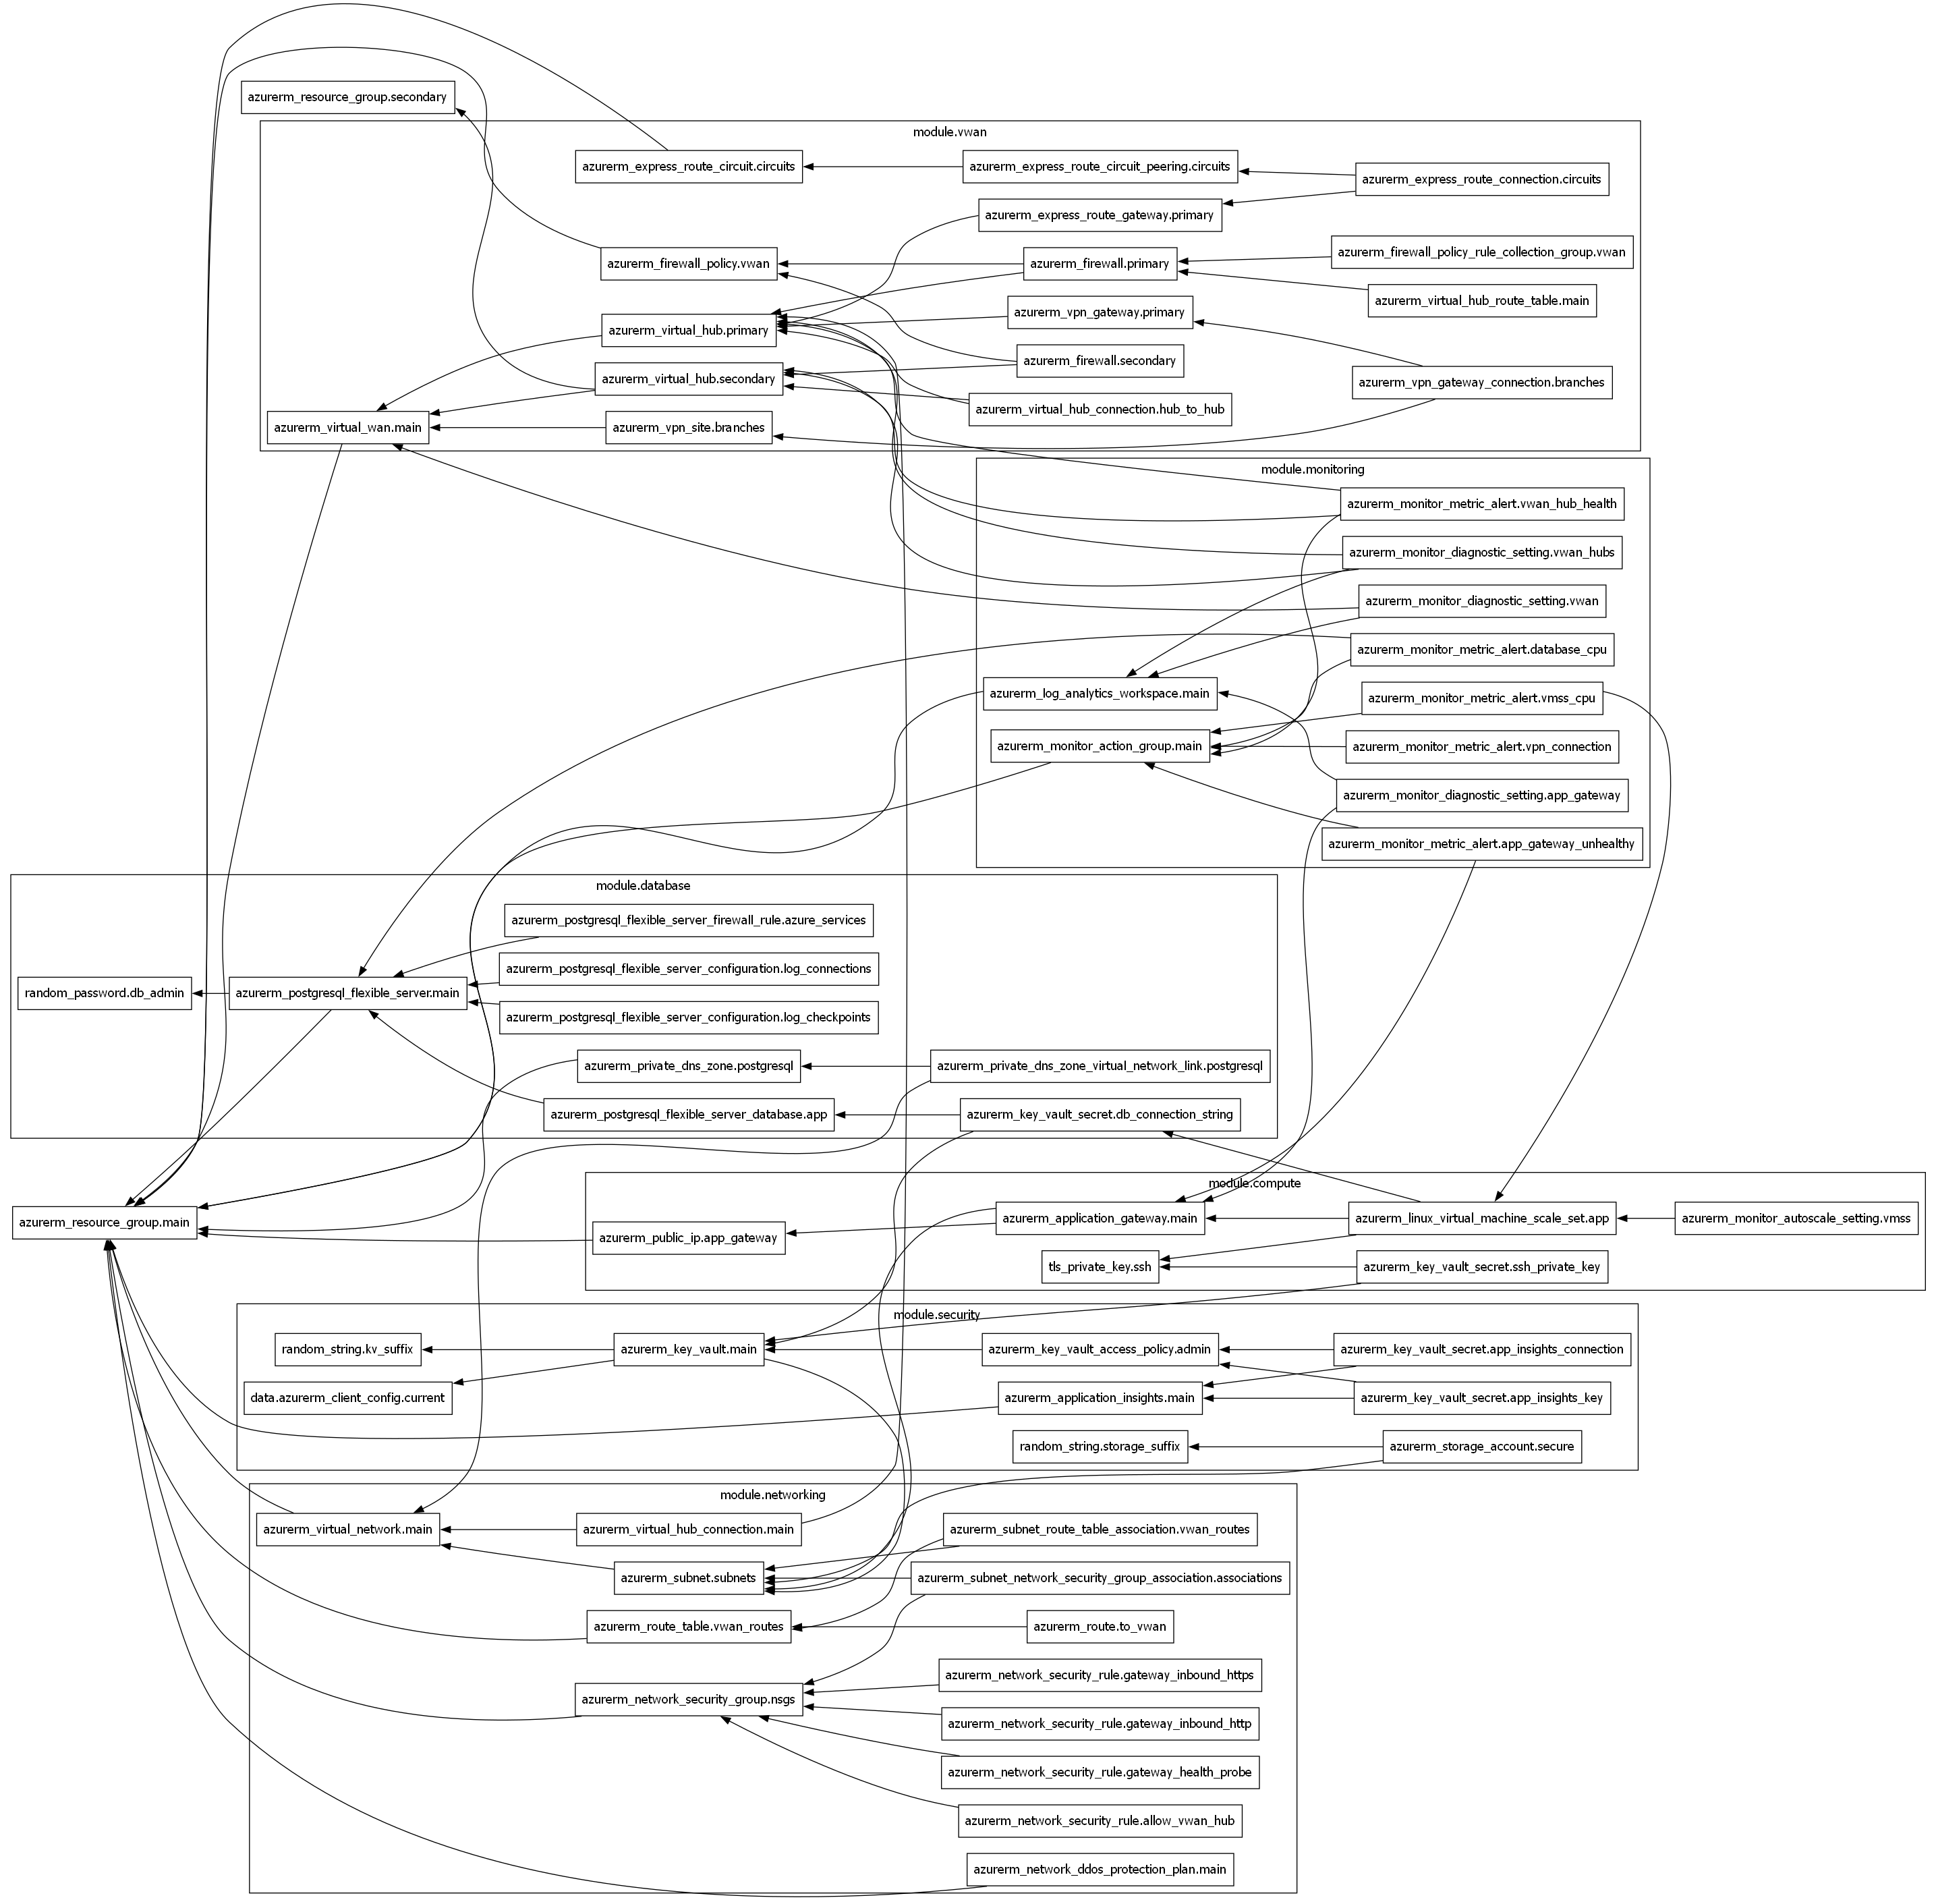 azurerm_resource_group.secondary
module.vwan
azurerm_express_route_circuit.circuits
azurerm_express_route_circuit_peering.circuits
azurerm_express_route_connection.circuits
azurerm_express_route_gateway.primary
azurerm_firewall_policy.vwan
azurerm_firewall.primary
azurerm_firewall_policy_rule_collection_group.vwan
azurerm_virtual_hub_route_table.main
azurerm_vpn_gateway.primary
azurerm_virtual_hub.primary
azurerm_firewall.secondary
azurerm_virtual_hub.secondary
azurerm_vpn_gateway_connection.branches
azurerm_virtual_hub_connection.hub_to_hub
azurerm_virtual_wan.main
azurerm_vpn_site.branches
module.monitoring
azurerm_monitor_metric_alert.vwan_hub_health
azurerm_monitor_diagnostic_setting.vwan_hubs
azurerm_monitor_diagnostic_setting.vwan
azurerm_monitor_metric_alert.database_cpu
azurerm_log_analytics_workspace.main
azurerm_monitor_metric_alert.vmss_cpu
azurerm_monitor_action_group.main
azurerm_monitor_metric_alert.vpn_connection
azurerm_monitor_diagnostic_setting.app_gateway
azurerm_monitor_metric_alert.app_gateway_unhealthy
module.database
azurerm_postgresql_flexible_server_firewall_rule.azure_services
azurerm_postgresql_flexible_server_configuration.log_connections
random_password.db_admin
azurerm_postgresql_flexible_server.main
azurerm_postgresql_flexible_server_configuration.log_checkpoints
azurerm_private_dns_zone.postgresql
azurerm_private_dns_zone_virtual_network_link.postgresql
azurerm_postgresql_flexible_server_database.app
azurerm_key_vault_secret.db_connection_string
module.compute
azurerm_resource_group.main
azurerm_application_gateway.main
azurerm_linux_virtual_machine_scale_set.app
azurerm_monitor_autoscale_setting.vmss
azurerm_public_ip.app_gateway
tls_private_key.ssh
azurerm_key_vault_secret.ssh_private_key
module.security
random_string.kv_suffix
azurerm_key_vault.main
azurerm_key_vault_access_policy.admin
azurerm_key_vault_secret.app_insights_connection
data.azurerm_client_config.current
azurerm_application_insights.main
azurerm_key_vault_secret.app_insights_key
random_string.storage_suffix
azurerm_storage_account.secure
module.networking
azurerm_virtual_network.main
azurerm_virtual_hub_connection.main
azurerm_subnet_route_table_association.vwan_routes
azurerm_subnet.subnets
azurerm_subnet_network_security_group_association.associations
azurerm_route_table.vwan_routes
azurerm_route.to_vwan
azurerm_network_security_rule.gateway_inbound_https
azurerm_network_security_group.nsgs
azurerm_network_security_rule.gateway_inbound_http
azurerm_network_security_rule.gateway_health_probe
azurerm_network_security_rule.allow_vwan_hub
azurerm_network_ddos_protection_plan.main